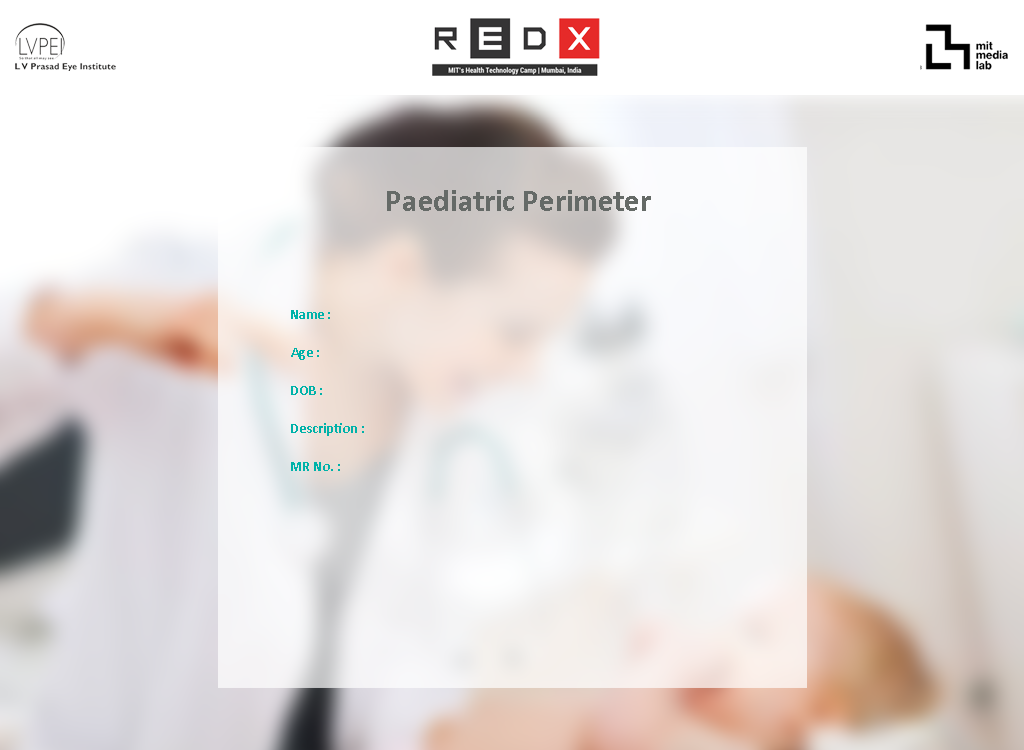 LVPEI
So that all may see...
L V Prasad Eye Institute
REDX
MIT's Health Technology Camp | Mumbai, India
mit
media
lab
Paediatric Perimeter
Name :
Age :
DOB :
Description :
MR No. :